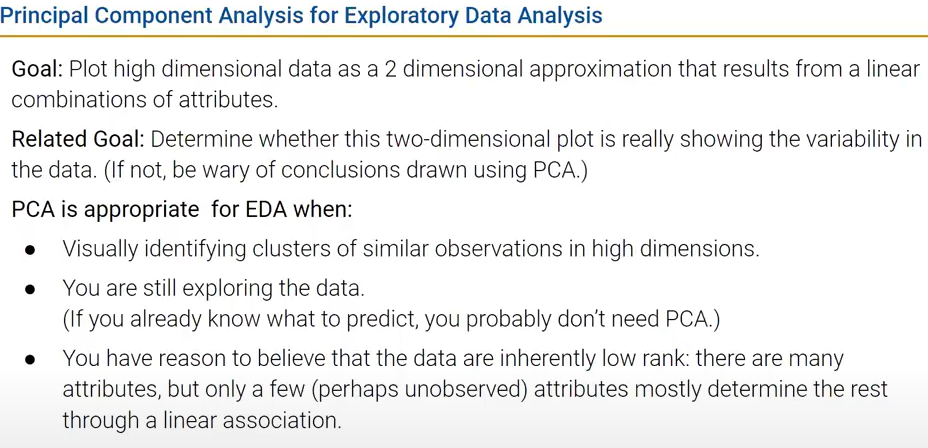 Principal Component Analysis for Exploratory Data Analysis
Goal: Plot high dimensional data as a 2 dimensional approximation that results from a linear
combinations of attributes.
Related Goal: Determine whether this two-dimensional plot is really showing the variability in
the data. (If not, be wary of conclusions drawn using PCA.)
PCA is appropriate for EDA when:
● Visually identifying clusters of similar observations in high dimensions.
● You are still exploring the data.
(If you already know what to predict, you probably don't need PCA.)
● You have reason to believe that the data are inherently low rank: there are many
attributes, but only a few (perhaps unobserved) attributes mostly determine the rest
through a linear association.